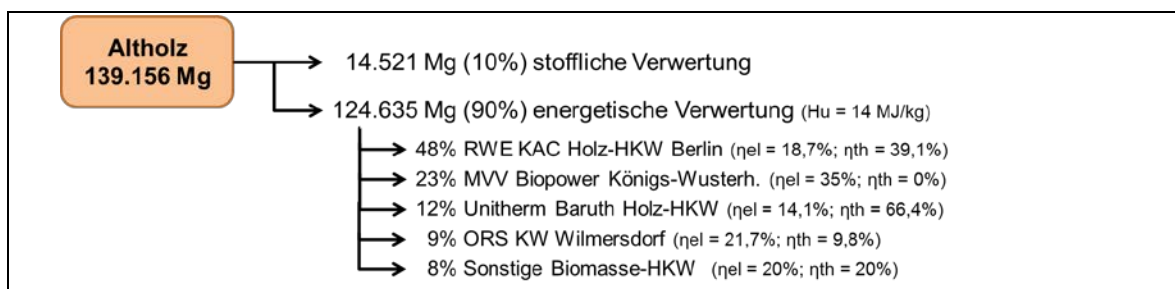 Altholz
139.156 Mg
14.521 Mg (10%) stoffliche Verwertung
124.635 Mg (90%) energetische Verwertung (Hu = 14 MJ/kg)
48% RWE KAC Holz-HKW Berlin (ηel = 18,7%; ηth = 39,1%)
23% MVV Biopower Königs-Wusterh. (ηel = 35%; ηth = 0%)
12% Unitherm Baruth Holz-HKW (ηel = 14,1%; ηth = 66,4%)
9% ORS KW Wilmersdorf (ηel = 21,7%; ηth = 9,8%)
8% Sonstige Biomasse-HKW (ηel = 20%; ηth = 20%)